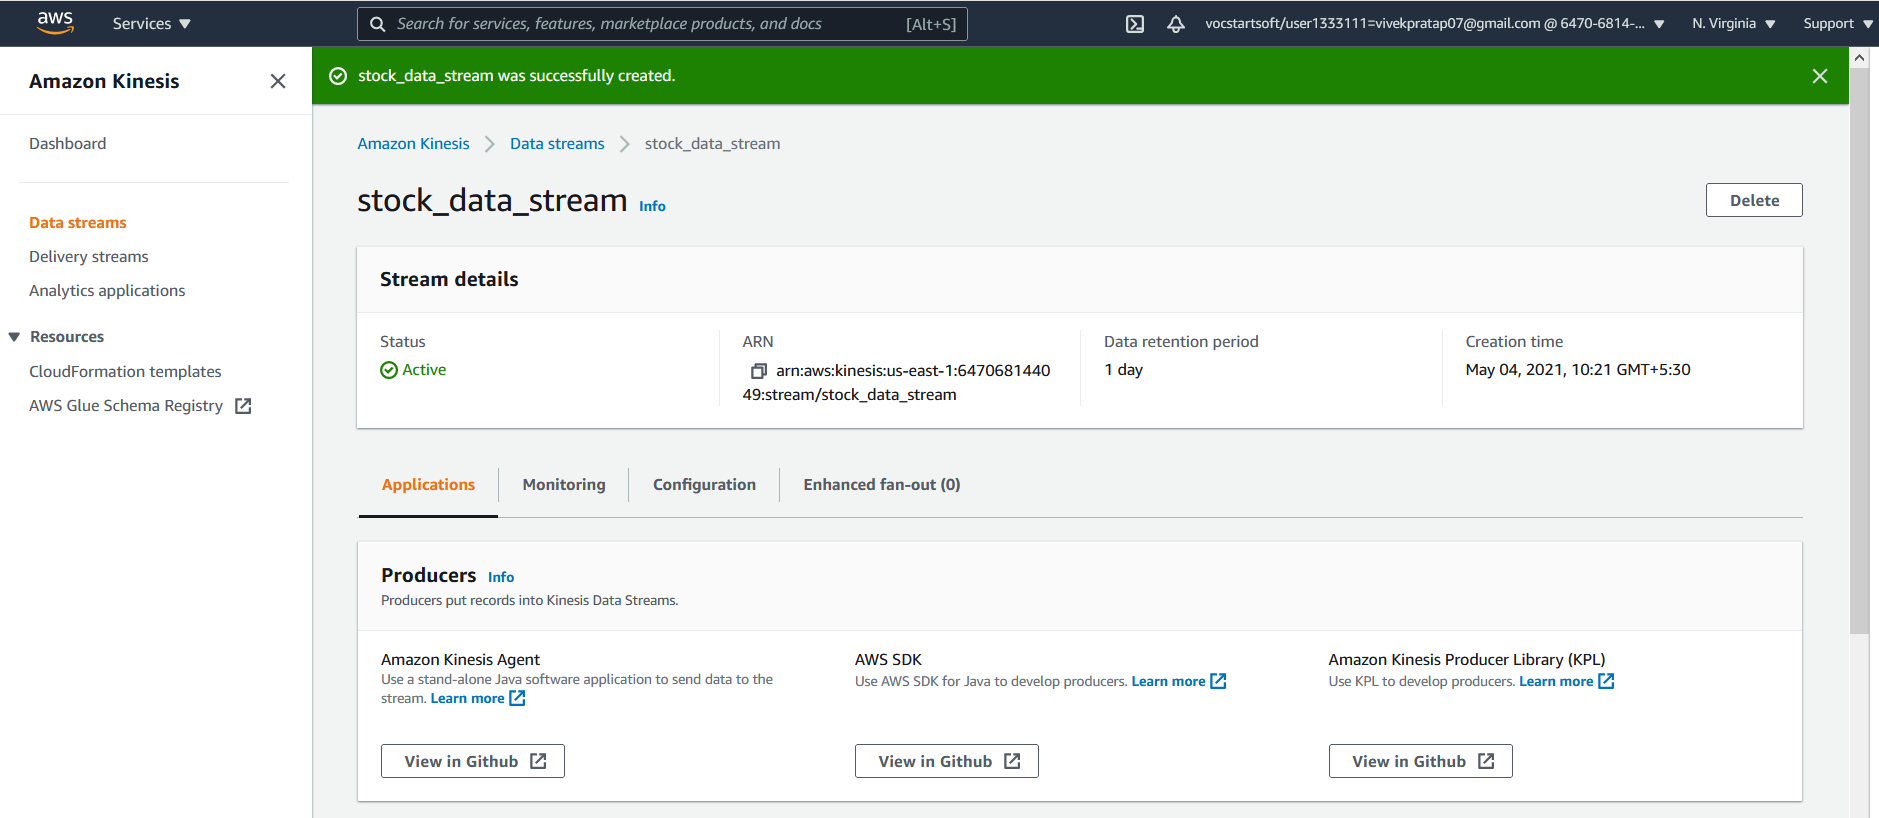 aws Services Search for services, features, marketplace products, and docs [Alt+S] vocstartsoft/user1333111=vivekpratap07@gmail.com @ 6470-6814-... N. Virginia Support
Amazon Kinesis
stock_data_stream was successfully created.
Dashboard
Data streams
Delivery streams
Analytics applications
Resources
CloudFormation templates
AWS Glue Schema Registry
Amazon Kinesis Data streams stock_data_stream
stock_data_stream Info
Delete
Stream details
Status
Active
ARN
arn:aws:kinesis:us-east-1:6470681440
49:stream/stock_data_stream
Data retention period
1 day
Creation time
May 04, 2021, 10:21 GMT+5:30
Applications Monitoring Configuration Enhanced fan-out (0)
Producers Info
Producers put records into Kinesis Data Streams.
Amazon Kinesis Agent
Use a stand-alone Java software application to send data to the
stream. Learn more
View in Github
AWS SDK
Use AWS SDK for Java to develop producers. Learn more
View in Github
Amazon Kinesis Producer Library (KPL)
Use KPL to develop producers. Learn more
View in Github